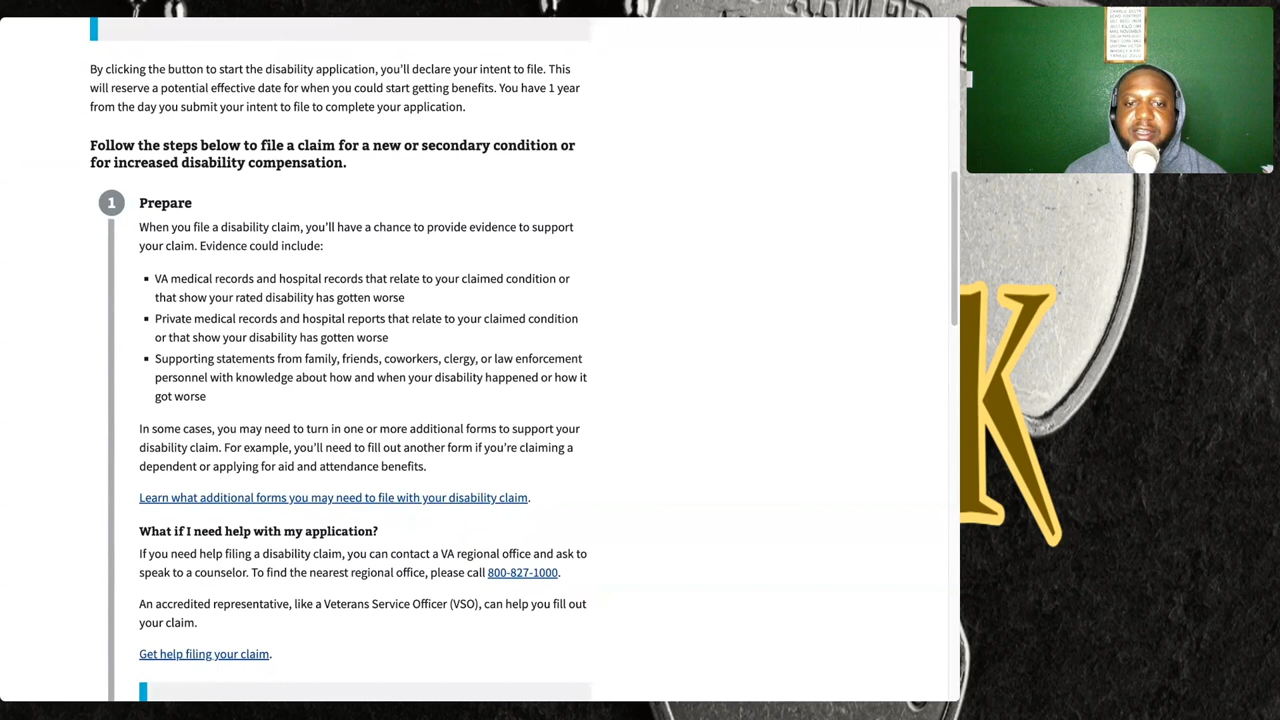 By clicking the button to start the disability application, you'll declare your intent to file. This
will reserve a potential effective date for when you could start getting benefits. You have 1 year
from the day you submit your intent to file to complete your application.
Follow the steps below to file a claim for a new or secondary condition or
for increased disability compensation.
1 Prepare
When you file a disability claim, you'll have a chance to provide evidence to support
your claim. Evidence could include:
▪ VA medical records and hospital records that relate to your claimed condition or
that show your rated disability has gotten worse
▪ Private medical records and hospital reports that relate to your claimed condition
or that show your disability has gotten worse
▪ Supporting statements from family, friends, coworkers, clergy, or law enforcement
personnel with knowledge about how and when your disability happened or how it
got worse
In some cases, you may need to turn in one or more additional forms to support your
disability claim. For example, you'll need to fill out another form if you're claiming a
dependent or applying for aid and attendance benefits.
Learn what additional forms you may need to file with your disability claim.
What if I need help with my application?
If you need help filing a disability claim, you can contact a VA regional office and ask to
speak to a counselor. To find the nearest regional office, please call 800-827-1000.
An accredited representative, like a Veterans Service Officer (VSO), can help you fill out
your claim.
Get help filing your claim.
K